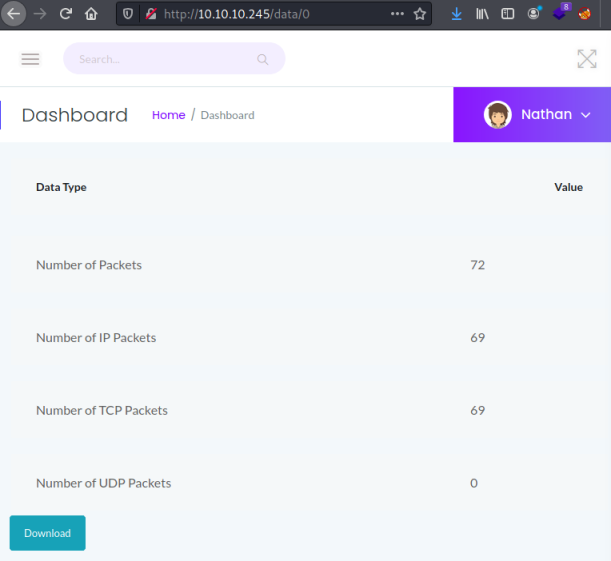 http://10.10.10.245/data/0
8
Search...
Dashboard Home / Dashboard Nathan
Data Type Value
Number of Packets 72
Number of IP Packets 69
Number of TCP Packets 69
Number of UDP Packets 0
Download